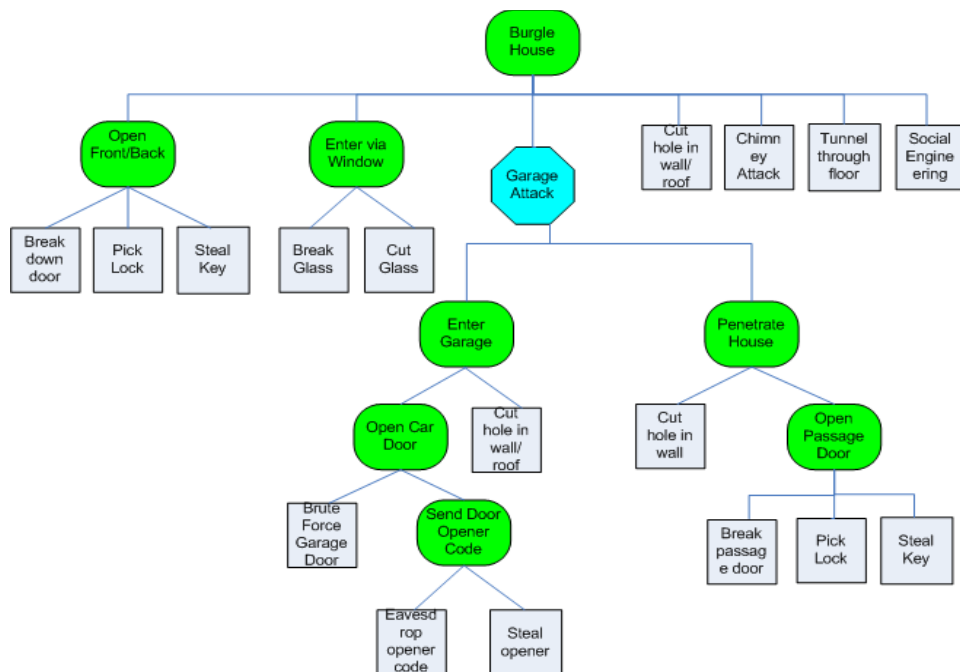 Burgle
House
Open
Front/Back
Enter via
Window
Garage
Attack
Cut
hole in
wall/
roof
Chim
ney
Attack
Tunnel
through
floor
Social
Engine
ering
Break
down
door
Pick
Lock
Steal
Key
Break
Glass
Cut
Glass
Enter
Garage
Penetrate
House
Open Car
Door
Cut
hole in
wall/
roof
Cut
hole in
wall
Open
Passage
Door
Brute
Force
Garage
Door
Send Door
Opener
Code
Break
passag
e door
Pick
Lock
Steal
Key
Eavesd
rop
opener
code
Steal
opener